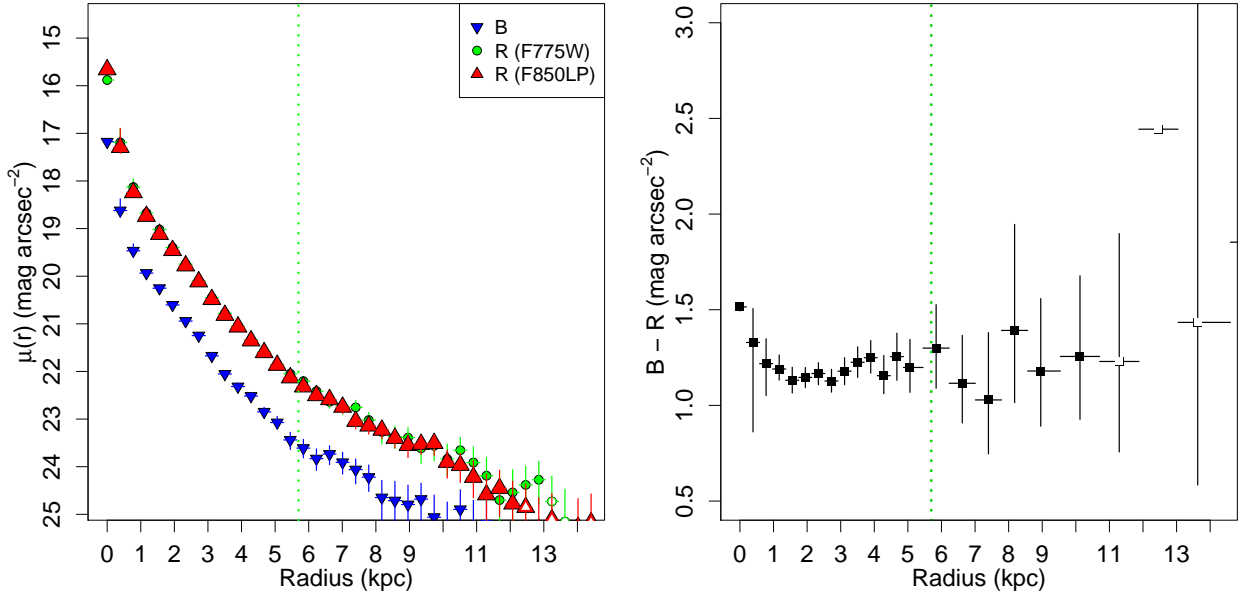 B
R (F775W)
R (F850LP)
μ(r) (mag arcsec−2)
15
16
17
18
19
20
21
22
23
24
25
0 1 2 3 4 5 6 7 8 9 11 13
Radius (kpc)
B − R (mag arcsec−2)
3.0
2.5
2.0
1.5
1.0
0.5
0 1 2 3 4 5 6 7 8 9 11 13
Radius (kpc)